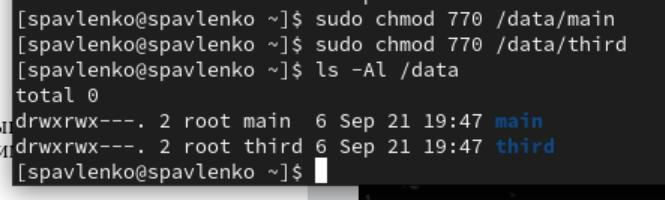 [spavlenko@spavlenko ~]$ sudo chmod 770 /data/main
[spavlenko@spavlenko ~]$ sudo chmod 770 /data/third
[spavlenko@spavlenko ~]$ ls -Al /data
total 0
drwxrwx---. 2 root main  6 Sep 21 19:47 main
drwxrwx---. 2 root third 6 Sep 21 19:47 third
[spavlenko@spavlenko ~]$